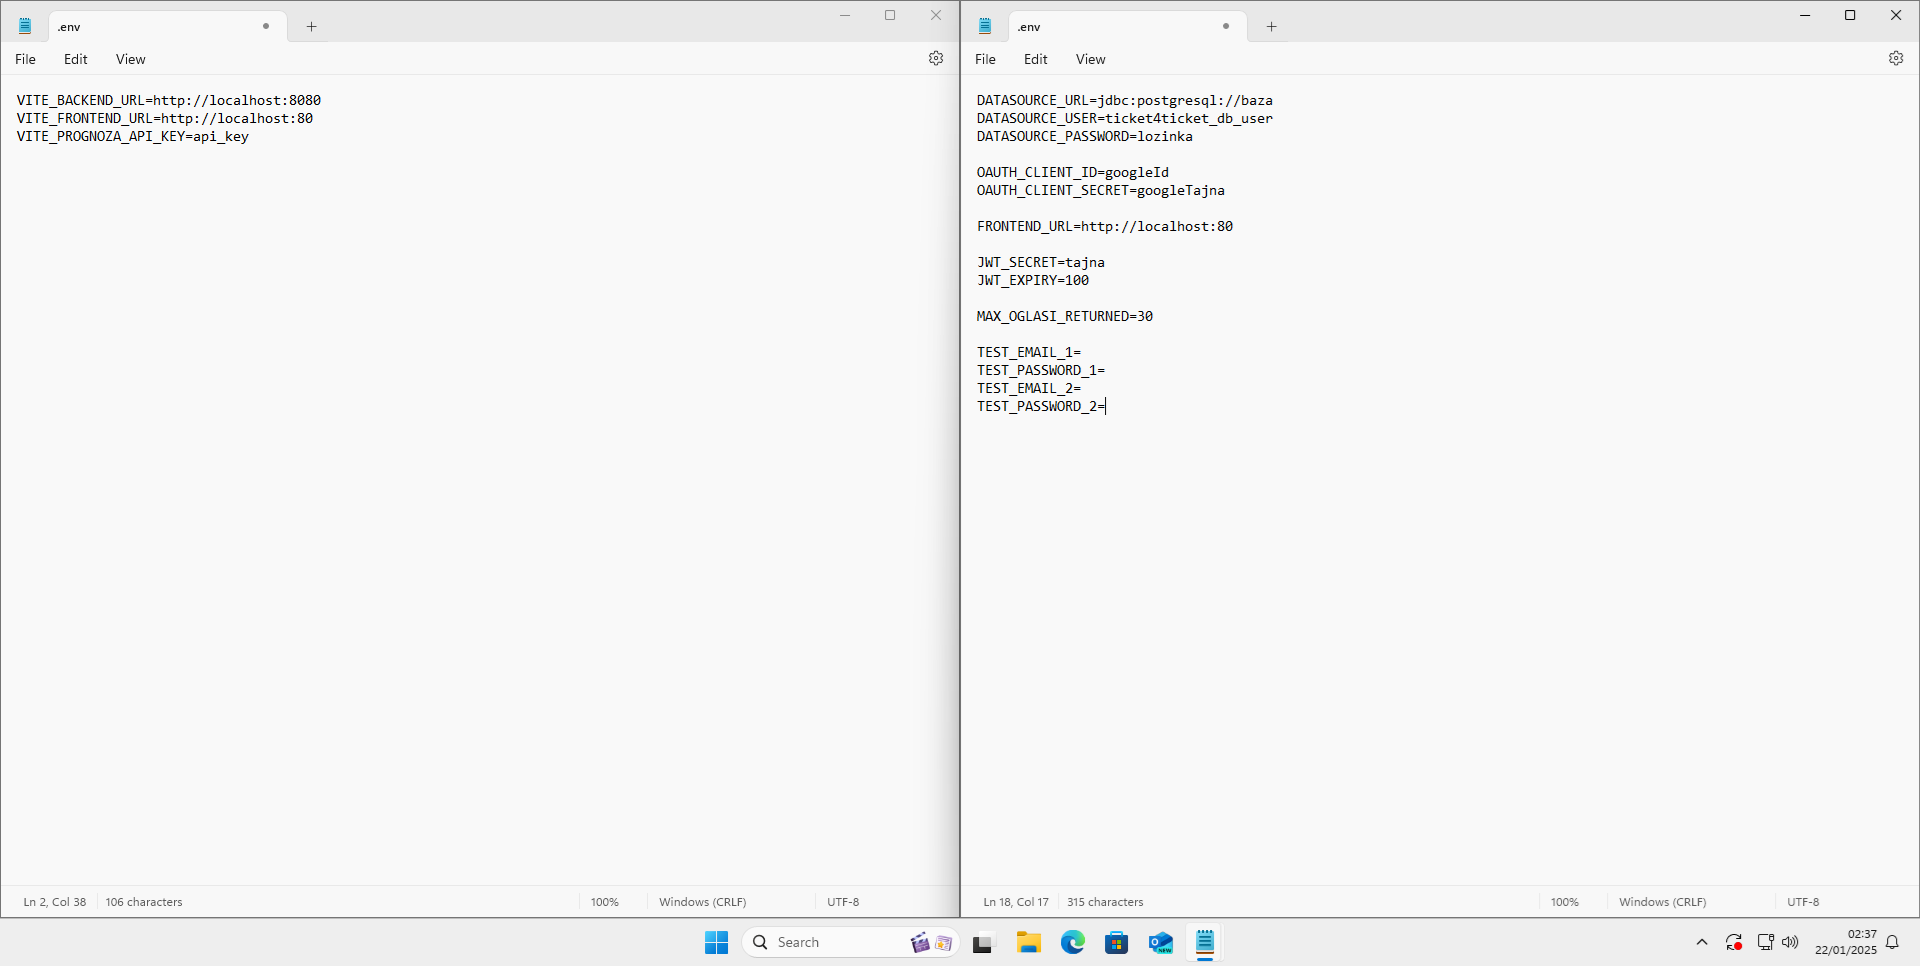 .env
File Edit View
VITE_BACKEND_URL=http://localhost:8080
VITE_FRONTEND_URL=http://localhost:80
VITE_PROGNOZA_API_KEY=api_key
Ln 2, Col 38 106 characters 100% Windows (CRLF) UTF-8
.env
File Edit View
DATASOURCE_URL=jdbc:postgresql://baza
DATASOURCE_USER=ticket4ticket_db_user
DATASOURCE_PASSWORD=lozinka
OAUTH_CLIENT_ID=googleId
OAUTH_CLIENT_SECRET=googleTajna
FRONTEND_URL=http://localhost:80
JWT_SECRET=tajna
JWT_EXPIRY=100
MAX_OGLASI_RETURNED=30
TEST_EMAIL_1=
TEST_PASSWORD_1=
TEST_EMAIL_2=
TEST_PASSWORD_2=
Ln 18, Col 17 315 characters 100% Windows (CRLF) UTF-8
Search
NEW
02:37
22/01/2025